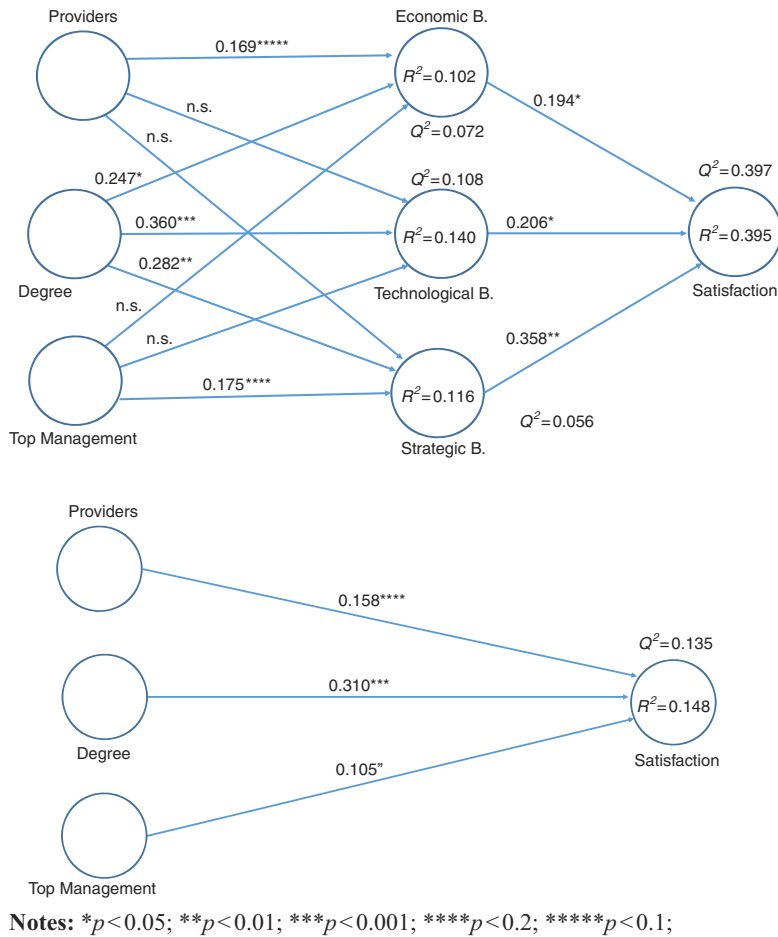 Providers
Economic B.
0.169*****
R²=0.102
n.s.
0.194*
n.s.
Q²=0.072
0.247*
Q²=0.108
Q²=0.397
0.360***
R²=0.140
0.206*
R²=0.395
0.282**
Degree
Technological B.
Satisfaction
n.s.
n.s.
0.358**
0.175****
R²=0.116
Q²=0.056
Top Management
Strategic B.
Providers
0.158****
Q²=0.135
0.310***
R²=0.148
Degree
Satisfaction
0.105”
Top Management
Notes: *p<0.05; **p<0.01; ***p<0.001; ****p<0.2; *****p<0.1;